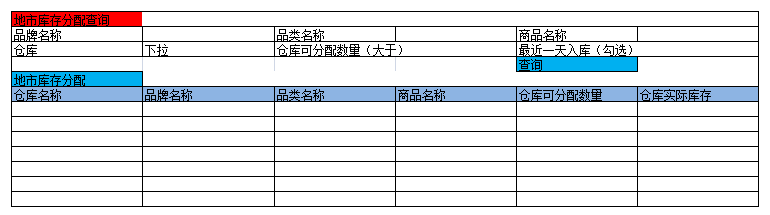 地市库存分配查询
品牌名称 品类名称 商品名称
仓库 下拉 仓库可分配数量（大于） 最近一天入库（勾选）
查询
地市库存分配
仓库名称 品牌名称 品类名称 商品名称 仓库可分配数量 仓库实际库存